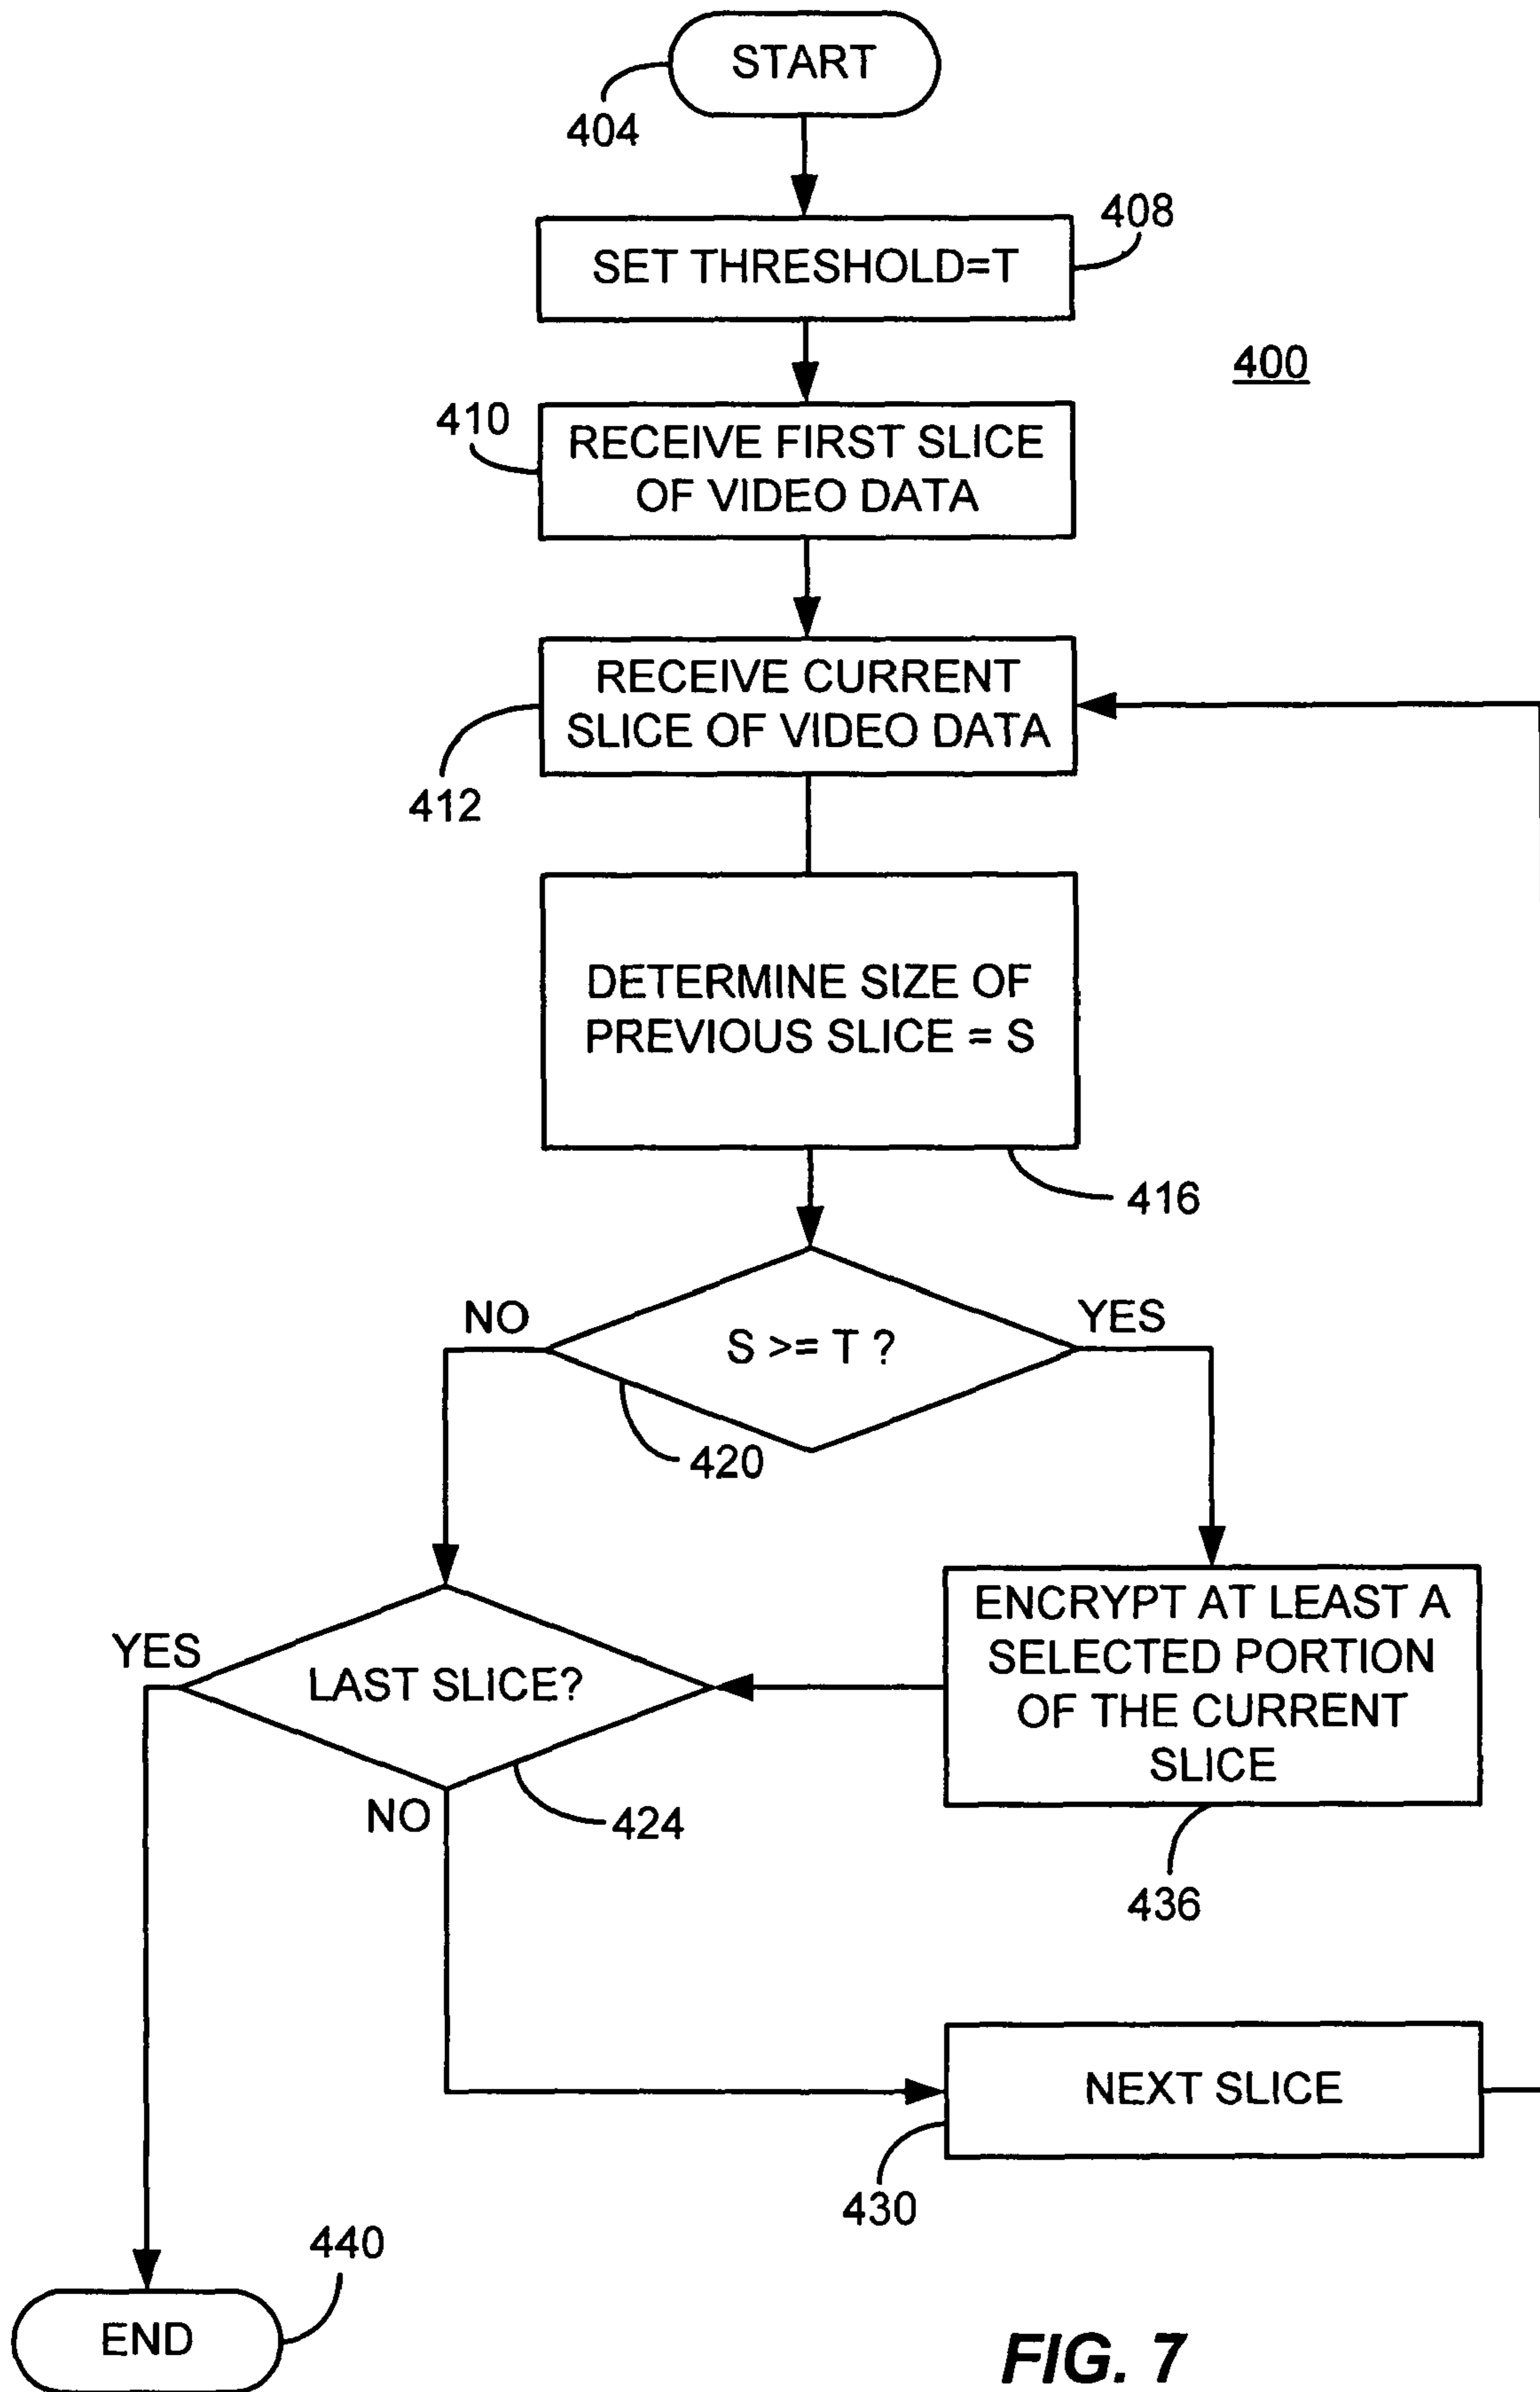 START
404
408
SET THRESHOLD=T
400
410
RECEIVE FIRST SLICE
OF VIDEO DATA
RECEIVE CURRENT
SLICE OF VIDEO DATA
412
DETERMINE SIZE OF
PREVIOUS SLICE = S
416
NO
YES
S >= T ?
420
ENCRYPT AT LEAST A
SELECTED PORTION
OF THE CURRENT
SLICE
YES
LAST SLICE?
NO
424
436
NEXT SLICE
430
440
END
FIG. 7